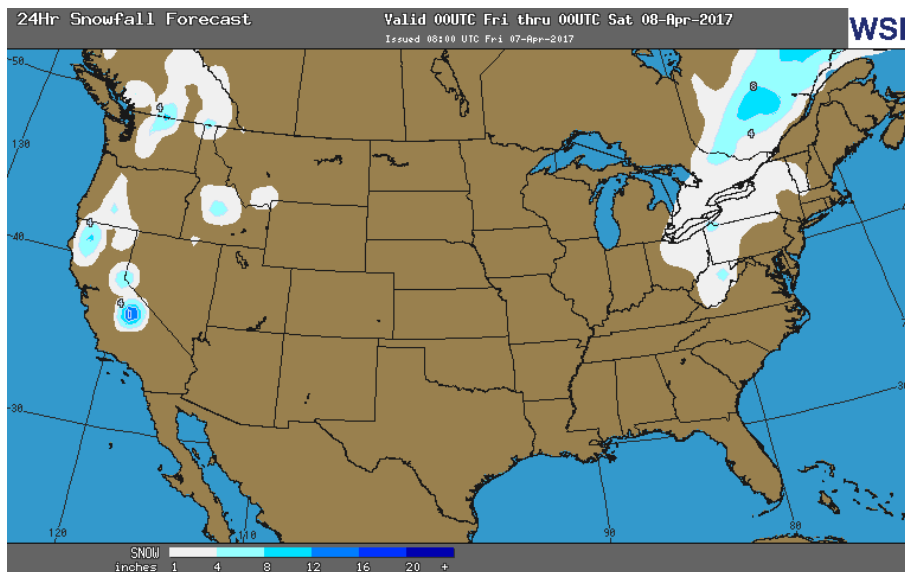 24Hr Snowfall Forecast
Valid 00UTC Fri thru 00UTC Sat 08-Apr-2017
Issued 08:00 UTC Fri 07-Apr-2017
WSI
50
4
8
4
130
4
40
4
0
30
120
110
90
80
SNOW
inches 1 4 8 12 16 20 +